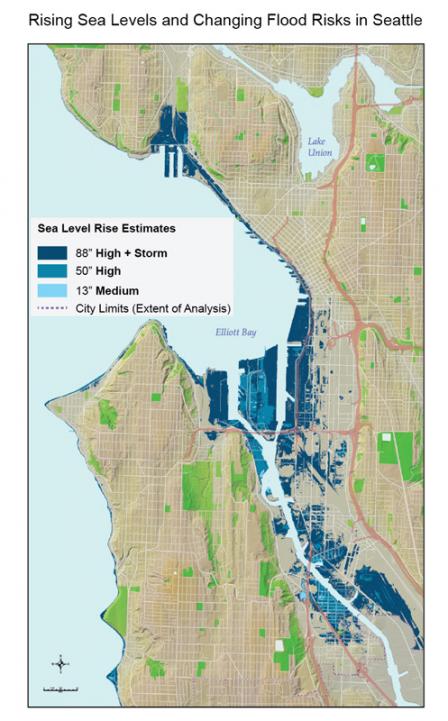 Rising Sea Levels and Changing Flood Risks in Seattle
Lake
Union
Sea Level Rise Estimates
88” High + Storm
50” High
13” Medium
City Limits (Extent of Analysis)
Elliott Bay